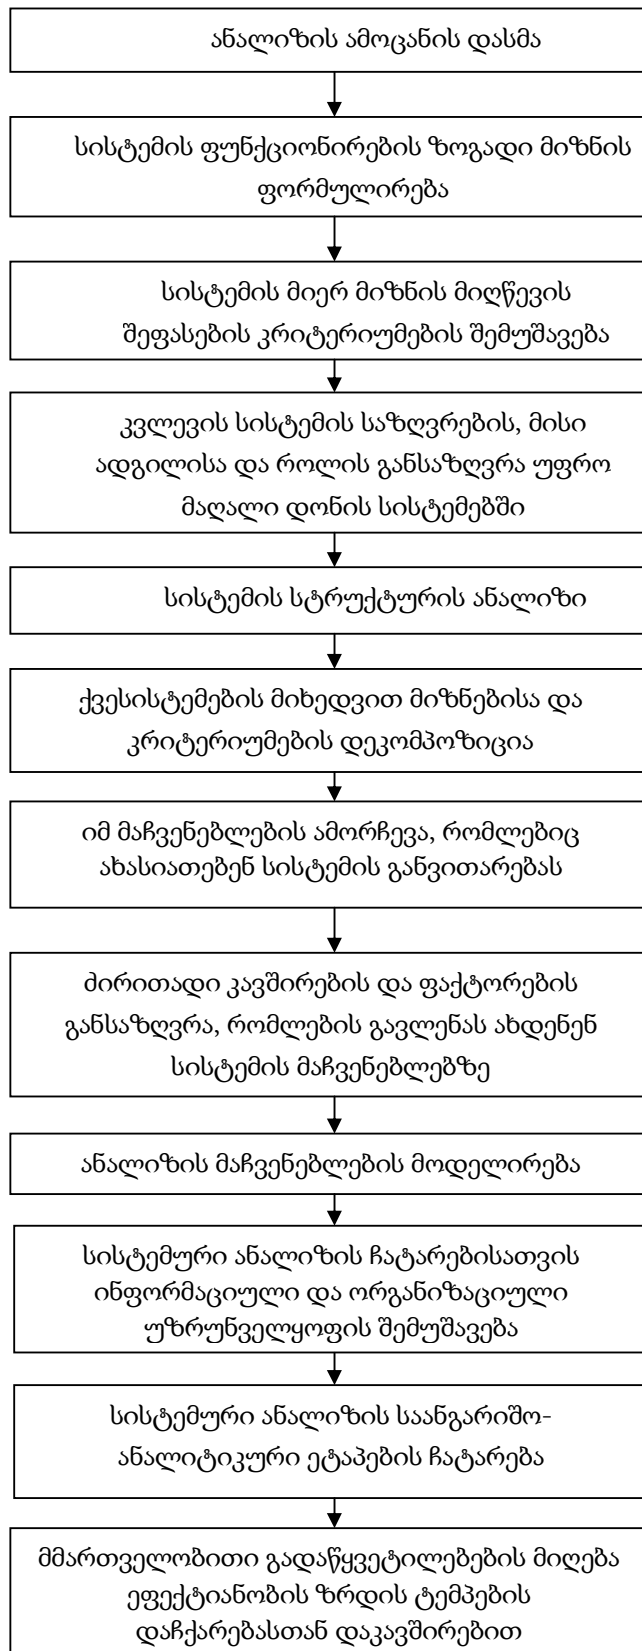 ანალიზის ამოცანის დასმა
სისტემის ფუნქციონირების ზოგადი მიზნის
ფორმულირება
სისტემის მიერ მიზნის მიღწევის
შეფასების კრიტერიუმების შემუშავება
კვლევის სისტემის საზღვრების, მისი
ადგილისა და როლის განსაზღვრა უფრო
მაღალი დონის სისტემებში
სისტემის სტრუქტურის ანალიზი
ქვესისტემების მიხედვით მიზნებისა და
კრიტერიუმების დეკომპოზიცია
იმ მაჩვენებლების ამორჩევა, რომლებიც
ახასიათებენ სისტემის განვითარებას
ძირითადი კავშირების და ფაქტორების
განსაზღვრა, რომლების გავლენას ახდენენ
სისტემის მაჩვენებლებზე
ანალიზის მაჩვენებლების მოდელირება
სისტემური ანალიზის ჩატარებისათვის
ინფორმაციული და ორგანიზაციული
უზრუნველყოფის შემუშავება
სისტემური ანალიზის საანგარიშო-
ანალიტიკური ეტაპების ჩატარება
მმართველობითი გადაწყვეტილებების მიღება
ეფექტიანობის ზრდის ტემპების
დაჩქარებასთან დაკავშირებით